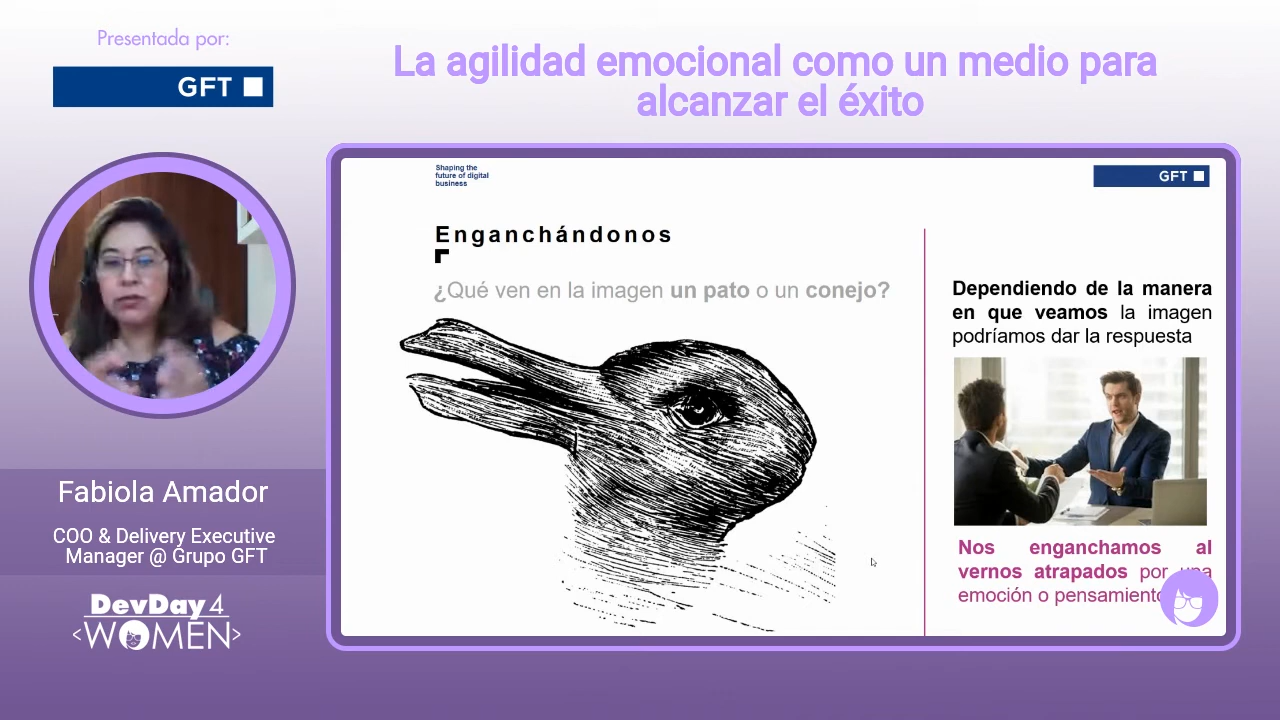 Presentada por:
GFT
La agilidad emocional como un medio para
alcanzar el éxito
Shaping the
future of digital
business
GFT
Enganchándonos
¿Qué ven en la imagen un pato o un conejo?
Dependiendo de la manera
en que veamos la imagen
podríamos dar la respuesta
Nos enganchamos al
vernos atrapados por una
emoción o pensamiento
Fabiola Amador
COO & Delivery Executive
Manager @ Grupo GFT
DevDay 4
<WOMEN>